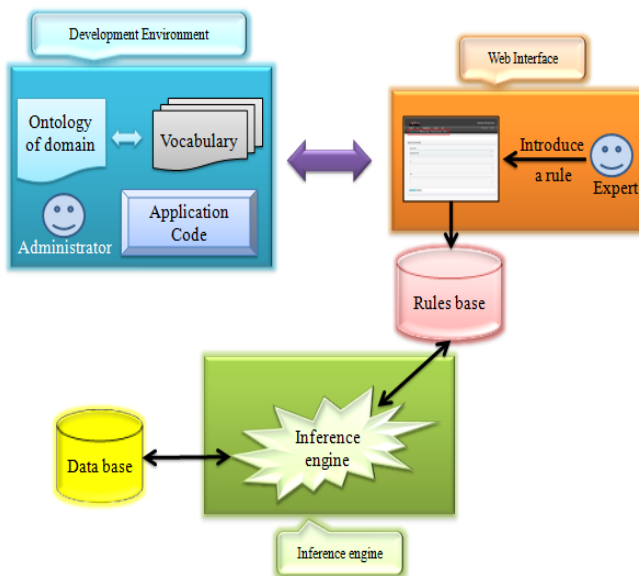 Development Environment
Web Interface
Ontology
of domain
Vocabulary
Administrator
Application
Code
Introduce
a rule
Expert
Rules base
Data base
Inference
engine
Inference engine